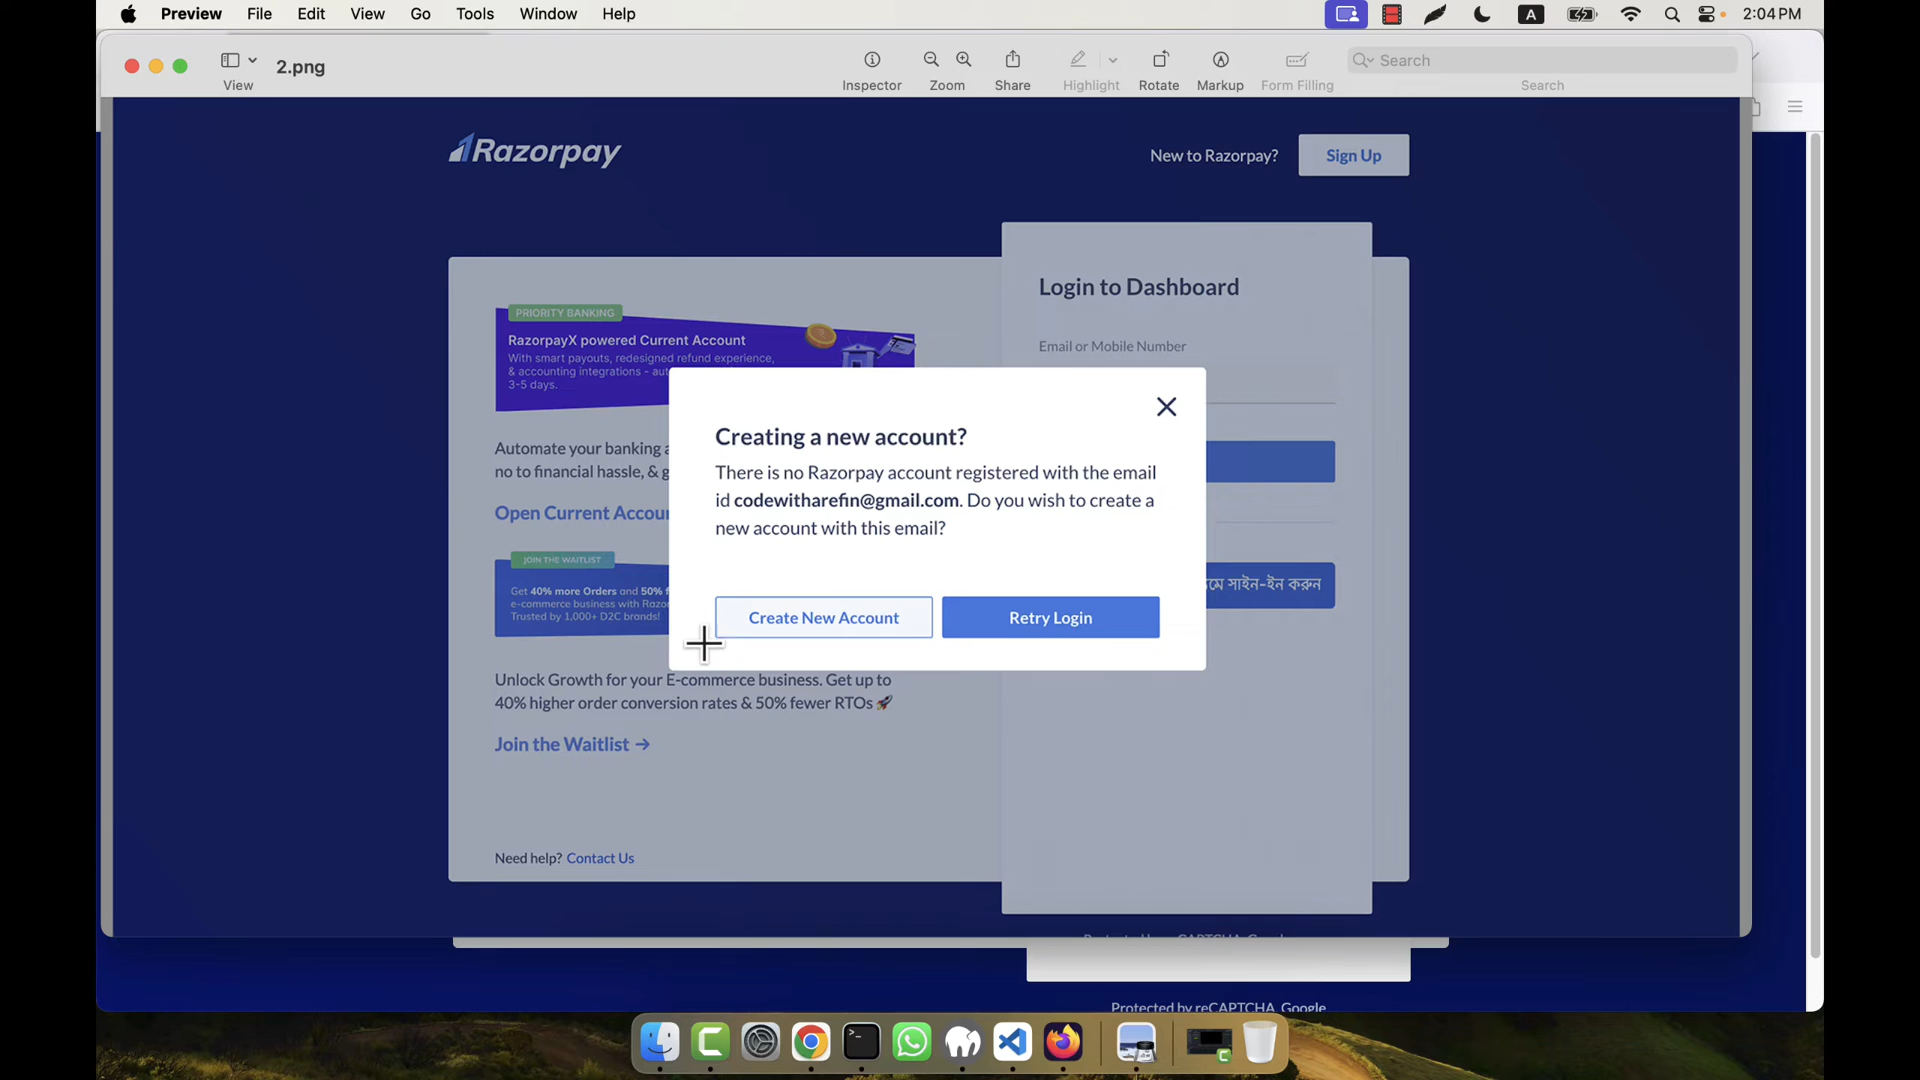 Preview File Edit View Go Tools Window Help
A
2:04 PM
2.png
View
Inspector
Zoom
Share
Highlight
Rotate
Markup
Form Filling
Search
Search
Razorpay
New to Razorpay?
Sign Up
PRIORITY BANKING
RazorpayX powered Current Account
With smart payouts, redesigned refund experience,
& accounting integrations - au
3-5 days.
Automate your banking a
no to financial hassle, & g
Open Current Accou
JOIN THE WAITLIST
Get 40% more Orders and 50% f
e-commerce business with Razo
Trusted by 1,000+ D2C brands!
Unlock Growth for your E-commerce business. Get up to
40% higher order conversion rates & 50% fewer RTOs 🚀
Join the Waitlist →
Need help? Contact Us
Login to Dashboard
Email or Mobile Number
সাইন-ইন করুন
Creating a new account?
There is no Razorpay account registered with the email
id codewitharefin@gmail.com. Do you wish to create a
new account with this email?
Create New Account
Retry Login
Protected by reCAPTCHA, Google